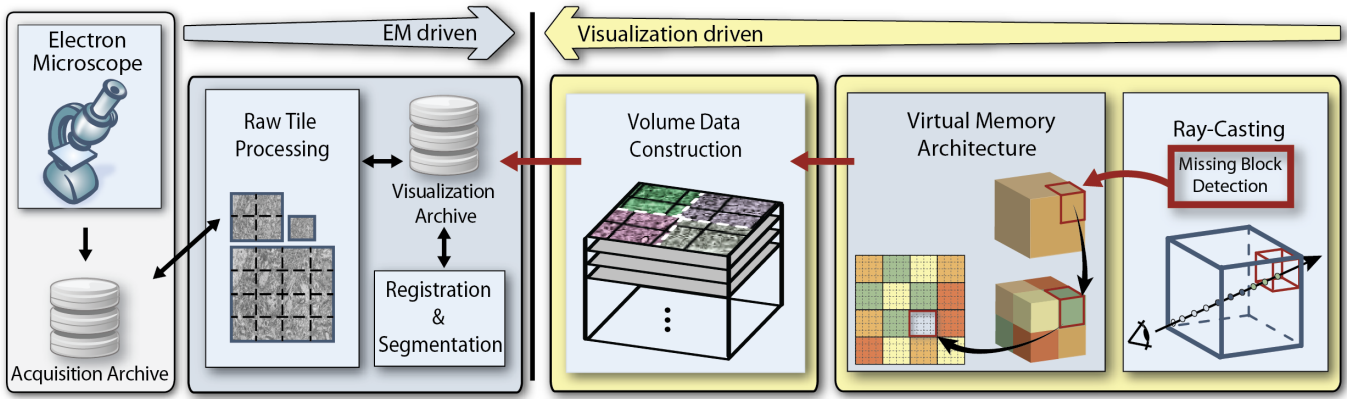 EM driven
Visualization driven
Electron
Microscope
Acquisition Archive
Raw Tile
Processing
Visualization
Archive
Registration
&
Segmentation
Volume Data
Construction
Virtual Memory
Architecture
Ray-Casting
Missing Block
Detection